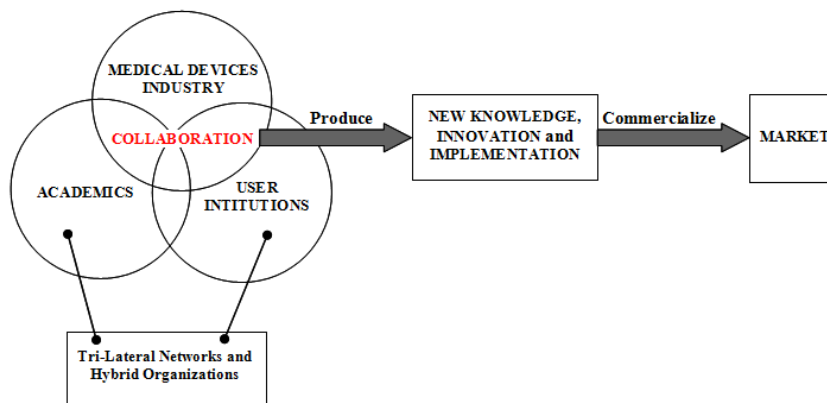 MEDICAL DEVICES
INDUSTRY
COLLABORATION
ACADEMICS
USER
INTITUTIONS
Produce
NEW KNOWLEDGE,
INNOVATION and
IMPLEMENTATION
Commercialize
MARKET
Tri-Lateral Networks and
Hybrid Organizations